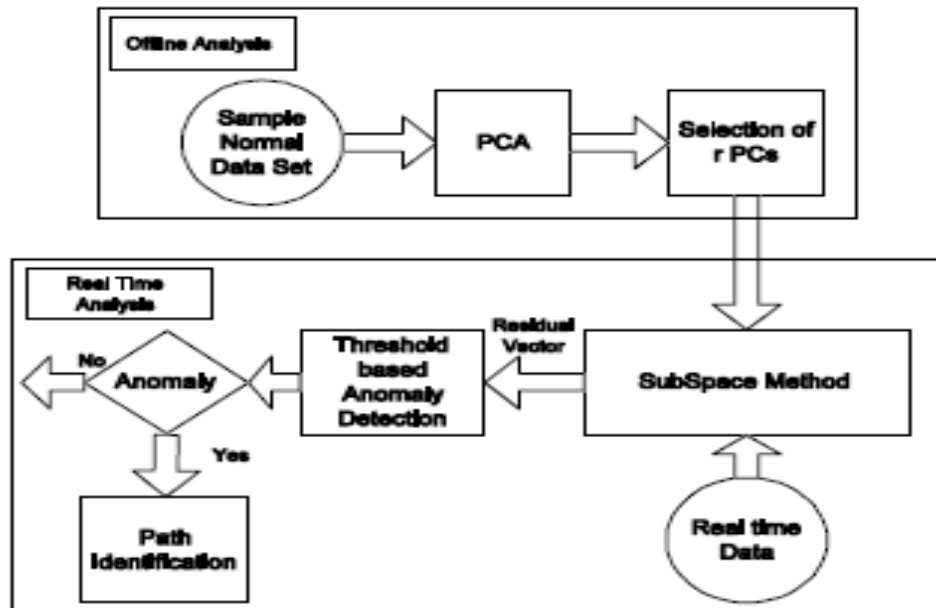 Offline Analysis
Sample
Normal
Data Set
PCA
Selection of
r PCs
Real Time
Analysis
No
Anomaly
Yes
Path
Identification
Threshold
based
Anomaly
Detection
Residual
Vector
SubSpace Method
Real time
Data